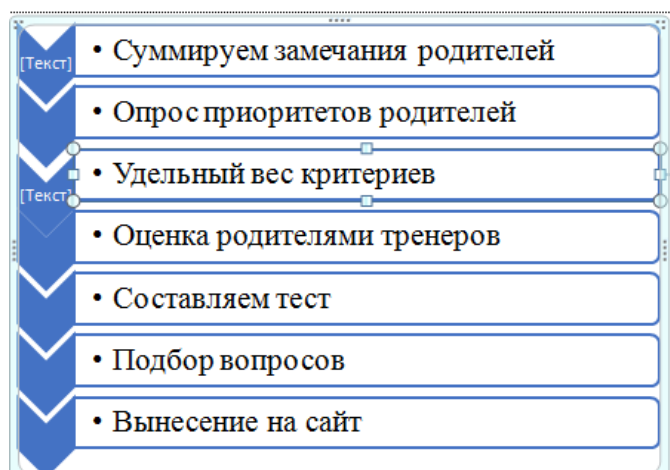 [Текст]
• Суммируем замечания родителей
• Опрос приоритетов родителей
[Текст]
• Удельный вес критериев
• Оценка родителями тренеров
• Составляем тест
• Подбор вопросов
• Вынесение на сайт